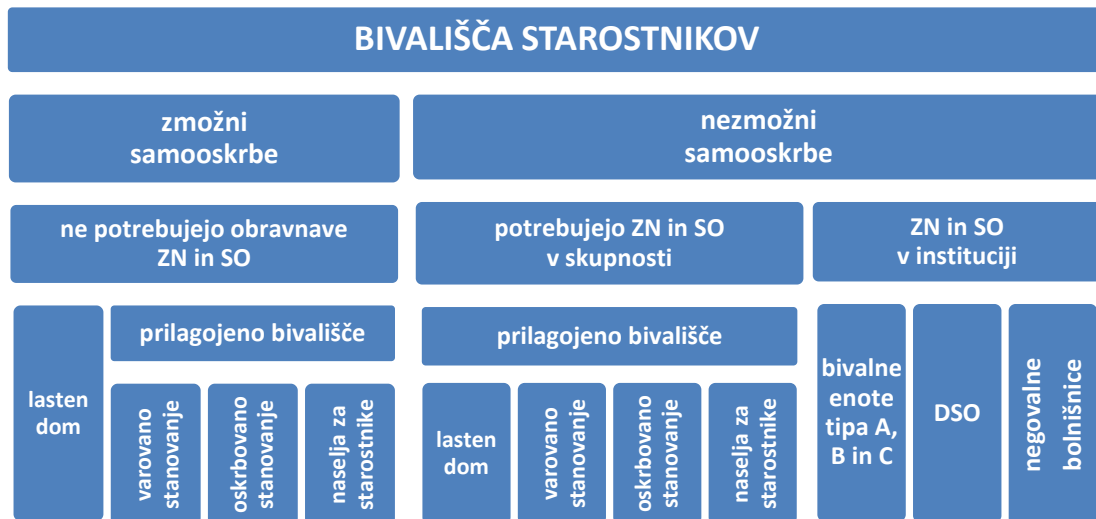 BIVALIŠČA STAROSTNIKOV
zmožni
samooskrbe
nezmožni
samooskrbe
ne potrebujejo obravnave
ZN in SO
potrebujejo ZN in SO
v skupnosti
ZN in SO
v instituciji
lasten
dom
prilagojeno bivališče
varovano
stanovanje
oskrbovano
stanovanje
naselja za
starostnike
prilagojeno bivališče
lasten
dom
varovano
stanovanje
oskrbovano
stanovanje
naselja za
starostnike
bivalne
enote
tipa A,
B in C
DSO
negovalne
bolnišnice